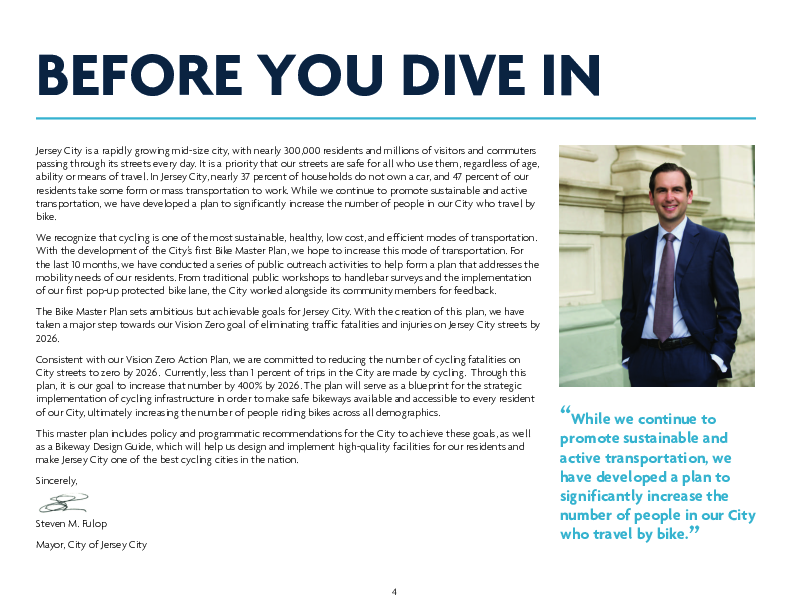 BEFORE YOU DIVE IN
Jersey City is a rapidly growing mid-size city, with nearly 300,000 residents and millions of visitors and commuters
passing through its streets every day. It is a priority that our streets are safe for all who use them, regardless of age,
ability or means of travel. In Jersey City, nearly 37 percent of households do not own a car, and 47 percent of our
residents take some form or mass transportation to work. While we continue to promote sustainable and active
transportation, we have developed a plan to significantly increase the number of people in our City who travel by
bike.
We recognize that cycling is one of the most sustainable, healthy, low cost, and efficient modes of transportation.
With the development of the City's first Bike Master Plan, we hope to increase this mode of transportation. For
the last 10 months, we have conducted a series of public outreach activities to help form a plan that addresses the
mobility needs of our residents. From traditional public workshops to handlebar surveys and the implementation
of our first pop-up protected bike lane, the City worked alongside its community members for feedback.
The Bike Master Plan sets ambitious but achievable goals for Jersey City. With the creation of this plan, we have
taken a major step towards our Vision Zero goal of eliminating traffic fatalities and injuries on Jersey City streets by
2026.
Consistent with our Vision Zero Action Plan, we are committed to reducing the number of cycling fatalities on
City streets to zero by 2026. Currently, less than 1 percent of trips in the City are made by cycling. Through this
plan, it is our goal to increase that number by 400% by 2026. The plan will serve as a blueprint for the strategic
implementation of cycling infrastructure in order to make safe bikeways available and accessible to every resident
of our City, ultimately increasing the number of people riding bikes across all demographics.
This master plan includes policy and programmatic recommendations for the City to achieve these goals, as well
as a Bikeway Design Guide, which will help us design and implement high-quality facilities for our residents and
make Jersey City one of the best cycling cities in the nation.
Sincerely,
Steven M. Fulop
Mayor, City of Jersey City
“While we continue to
promote sustainable and
active transportation, we
have developed a plan to
significantly increase the
number of people in our City
who travel by bike.”
4